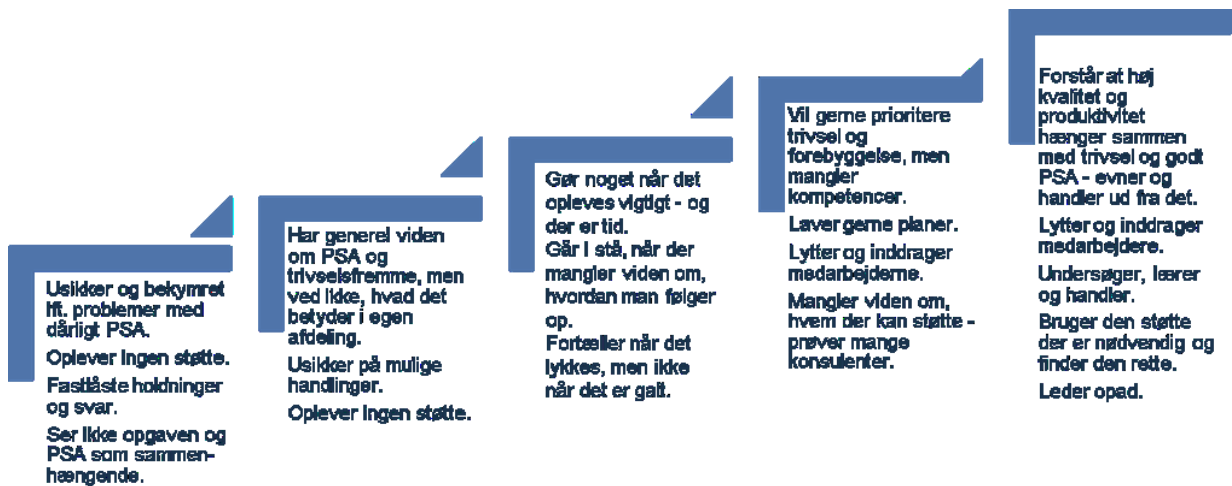 Usikker og bekymret
ift. problemer med
dårligt PSA.
Oplever ingen støtte.
Fastlåste holdninger
og svar.
Ser ikke opgaven og
PSA som sammen-
hængende.
Har generel viden
om PSA og
trivselsfremme, men
ved ikke, hvad det
betyder i egen
afdeling.
Usikker på mulige
handlinger.
Oplever ingen støtte.
Gør noget når det
opleves vigtigt - og
der er tid.
Går i stå, når der
mangler viden om,
hvordan man følger
op.
Fortæller når det
lykkes, men ikke
når det er galt.
Vil gerne prioritere
trivsel og
forebyggelse, men
mangler
kompetencer.
Laver gerne planer.
Lytter og inddrager
medarbejderne.
Mangler viden om,
hvem der kan støtte -
prøver mange
konsulenter.
Forstår at høj
kvalitet og
produktivitet
hænger sammen
med trivsel og godt
PSA - evner og
handler ud fra det.
Lytter og inddrager
medarbejdere.
Undersøger, lærer
og handler.
Bruger den støtte
der er nødvendig og
finder den rette.
Leder opad.